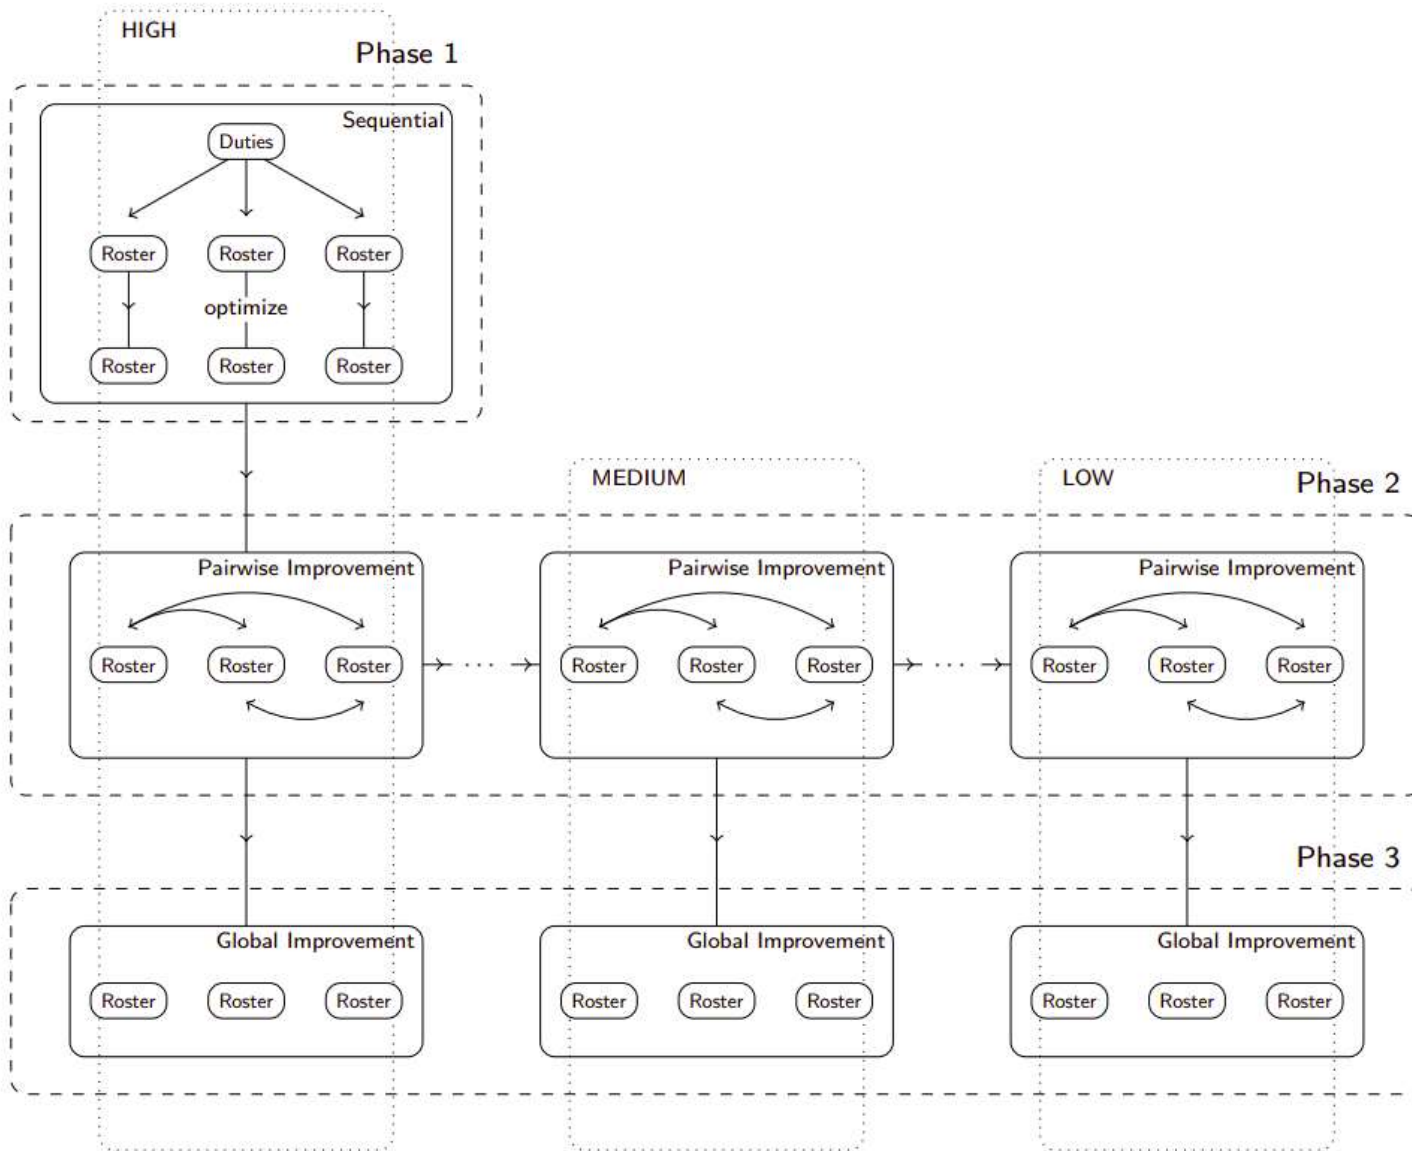 HIGH
Phase 1
Sequential
Duties
Roster Roster Roster
optimize
Roster Roster Roster
MEDIUM
LOW
Phase 2
Pairwise Improvement
Roster Roster Roster
...
Pairwise Improvement
Roster Roster Roster
...
Pairwise Improvement
Roster Roster Roster
Phase 3
Global Improvement
Roster Roster Roster
Global Improvement
Roster Roster Roster
Global Improvement
Roster Roster Roster